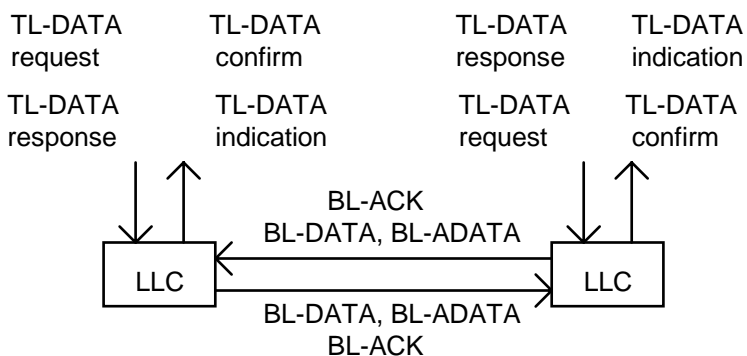 TL-DATA TL-DATA TL-DATA TL-DATA
request confirm response indication
TL-DATA TL-DATA TL-DATA TL-DATA
response indication request confirm
BL-ACK
BL-DATA, BL-ADATA
LLC LLC
BL-DATA, BL-ADATA
BL-ACK